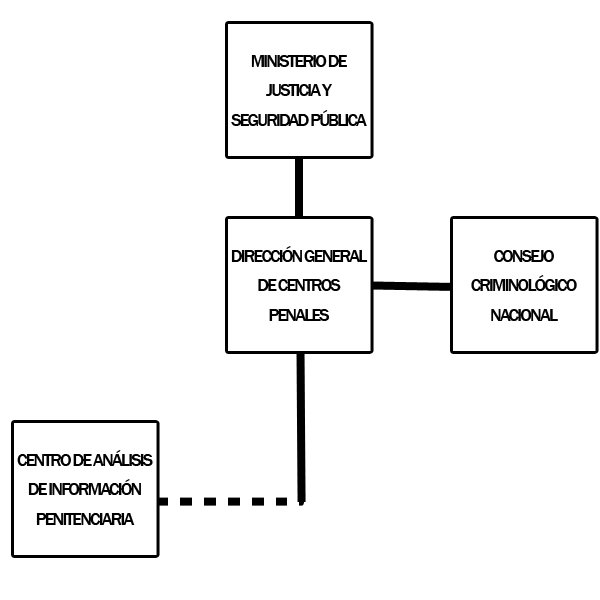 MINISTERIO DE
JUSTICIA Y
SEGURIDAD PÚBLICA
DIRECCIÓN GENERAL
DE CENTROS
PENALES
CONSEJO
CRIMINOLÓGICO
NACIONAL
CENTRO DE ANÁLISIS
DE INFORMACIÓN
PENITENCIARIA